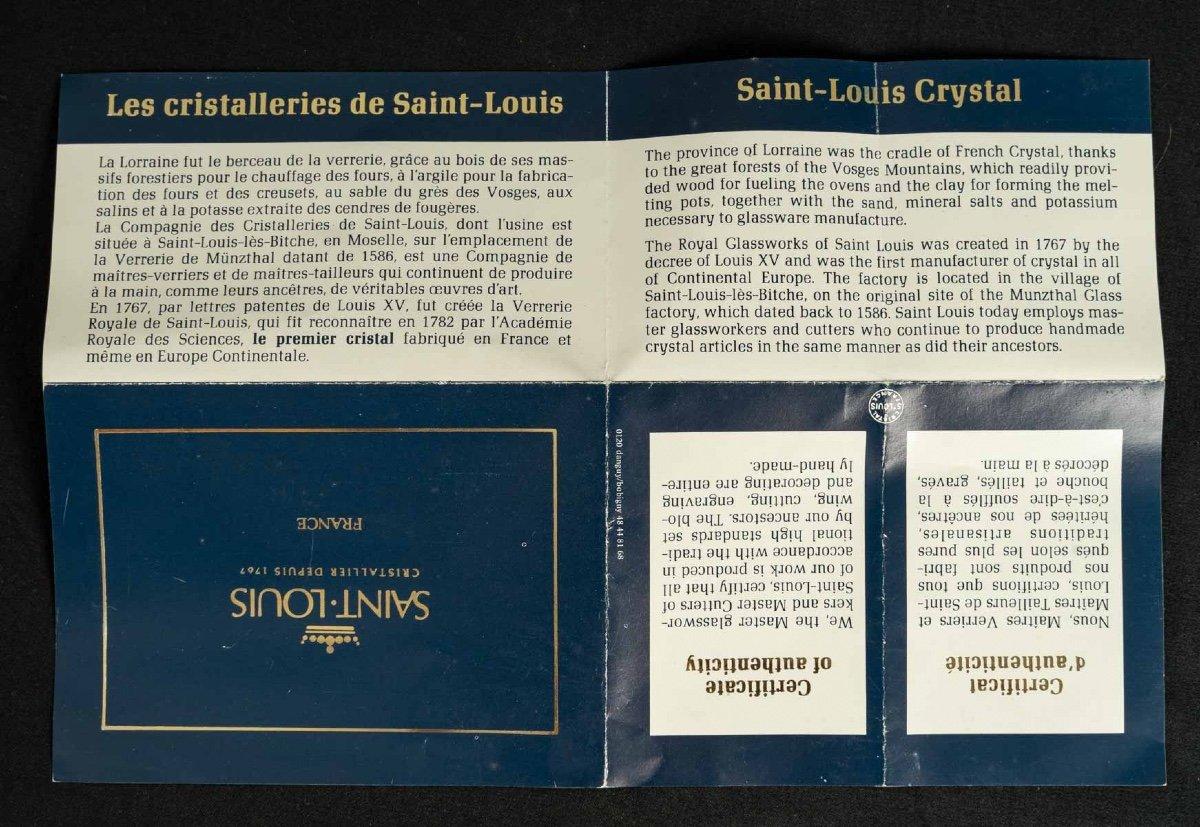 Les cristalleries de Saint-Louis
La Lorraine fut le berceau de la verrerie, grâce au bois de ses mas-
sifs forestiers pour le chauffage des fours, à l'argile pour la fabrica-
tion des fours et des creusets, au sable du grès des Vosges, aux
salins et à la potasse extraite des cendres de fougères.
La Compagnie des Cristalleries de Saint-Louis, dont l'usine est
située à Saint-Louis-lès-Bitche, en Moselle, sur l'emplacement de
la Verrerie de Münzthal datant de 1586, est une Compagnie de
maîtres-verriers et de maîtres-tailleurs qui continuent de produire
à la main, comme leurs ancêtres, de véritables œuvres d'art.
En 1767, par lettres patentes de Louis XV, fut créée la Verrerie
Royale de Saint-Louis, qui fit reconnaître en 1782 par l'Académie
Royale des Sciences, le premier cristal fabriqué en France et
même en Europe Continentale.
Saint-Louis Crystal
The province of Lorraine was the cradle of French Crystal, thanks
to the great forests of the Vosges Mountains, which readily provi-
ded wood for fueling the ovens and the clay for forming the mel-
ting pots, together with the sand, mineral salts and potassium
necessary to glassware manufacture.
The Royal Glassworks of Saint Louis was created in 1767 by the
decree of Louis XV and was the first manufacturer of crystal in all
of Continental Europe. The factory is located in the village of
Saint-Louis-lès-Bitche, on the original site of the Munzthal Glass
factory, which dated back to 1586. Saint Louis today employs mas-
ter glassworkers and cutters who continue to produce handmade
crystal articles in the same manner as did their ancestors.
SAINT·LOUIS
CRISTALLIER DEPUIS 1767
FRANCE
0120 danguy/bobigny 48 44 81 68
Certificate
of authenticity
We, the Master glasswor-
kers and Master Cutters of
Saint-Louis, certify that all
of our work is produced in
accordance with the tradi-
tional high standards set
by our ancestors. The blo-
wing, cutting, engraving
and decorating are entire-
ly hand-made.
Certificat
d'authenticité
Nous, Maîtres Verriers et
Maîtres Tailleurs de Saint-
Louis, certifions que tous
nos produits sont fabri-
qués selon les plus pures
traditions artisanales,
héritées de nos ancêtres,
c'est-à-dire soufflés à la
bouche et taillés, gravés,
décorés à la main.
CRISTAL
St LOUIS
FRANCE